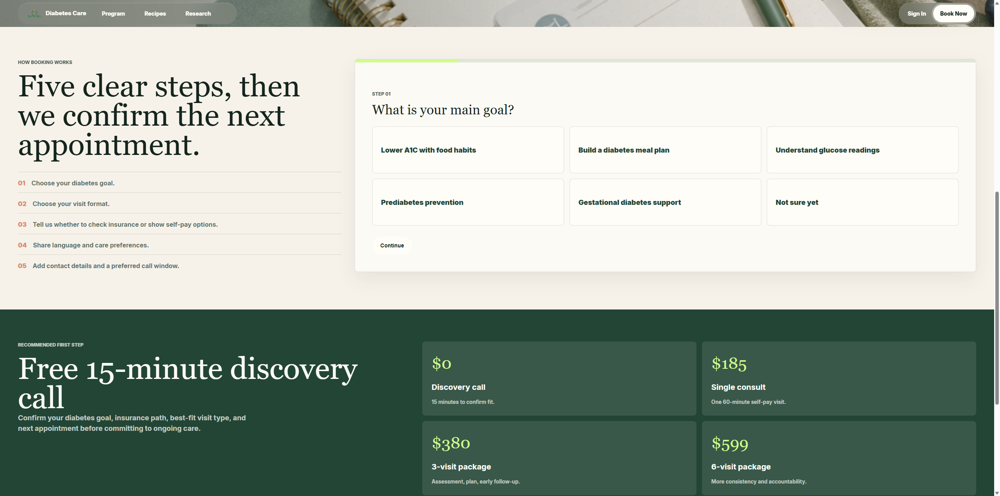 NUTRI ALL
Diabetes Care
Program
Recipes
Research
Sign In
Book Now
HOW BOOKING WORKS
Five clear steps, then
we confirm the next
appointment.
01 Choose your diabetes goal.
02 Choose your visit format.
03 Tell us whether to check insurance or show self-pay options.
04 Share language and care preferences.
05 Add contact details and a preferred call window.
STEP 01
What is your main goal?
Lower A1C with food habits
Build a diabetes meal plan
Understand glucose readings
Prediabetes prevention
Gestational diabetes support
Not sure yet
Continue
RECOMMENDED FIRST STEP
Free 15-minute discovery
call
Confirm your diabetes goal, insurance path, best-fit visit type, and
next appointment before committing to ongoing care.
$0
Discovery call
15 minutes to confirm fit.
$185
Single consult
One 60-minute self-pay visit.
$380
3-visit package
Assessment, plan, early follow-up.
$599
6-visit package
More consistency and accountability.